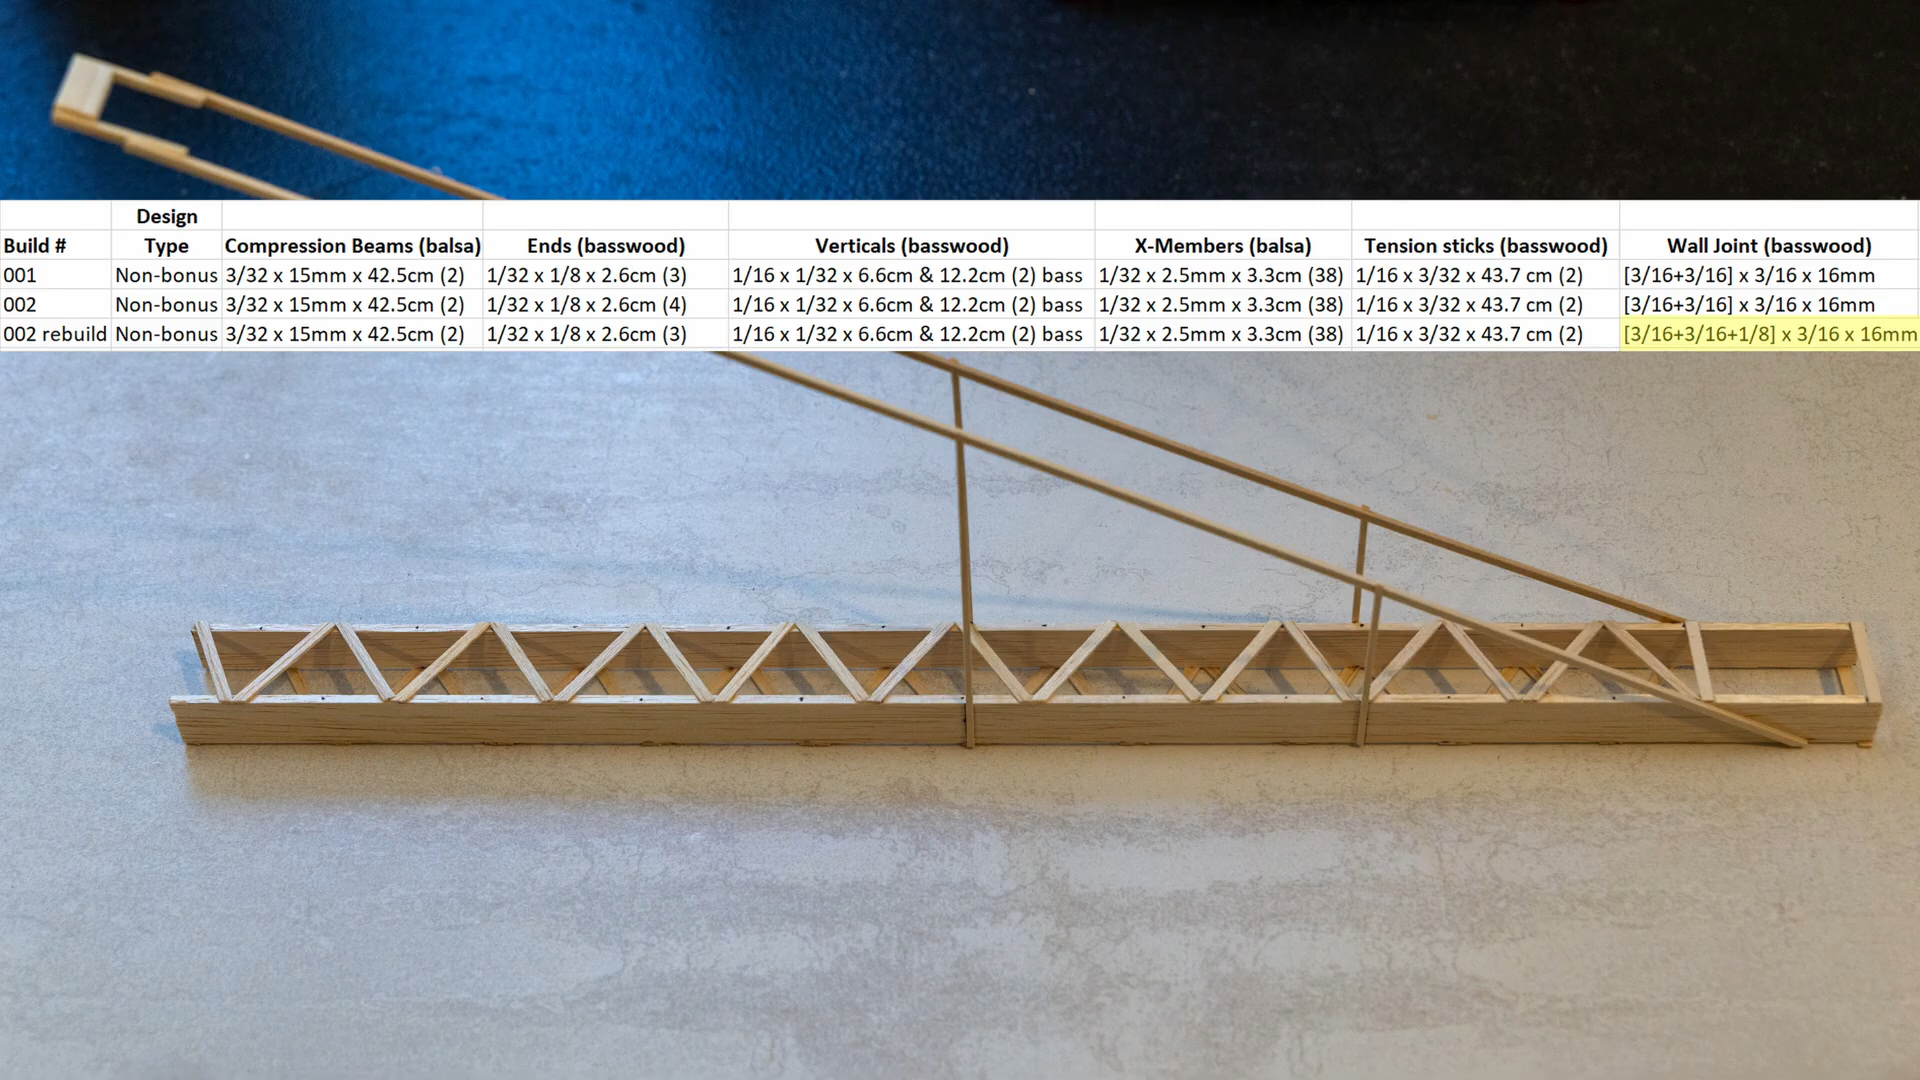 Design
Build # Type Compression Beams (balsa) Ends (basswood) Verticals (basswood) X-Members (balsa) Tension sticks (basswood) Wall Joint (basswood)
001 Non-bonus 3/32 x 15mm x 42.5cm (2) 1/32 x 1/8 x 2.6cm (3) 1/16 x 1/32 x 6.6cm & 12.2cm (2) bass 1/32 x 2.5mm x 3.3cm (38) 1/16 x 3/32 x 43.7 cm (2) [3/16+3/16] x 3/16 x 16mm
002 Non-bonus 3/32 x 15mm x 42.5cm (2) 1/32 x 1/8 x 2.6cm (4) 1/16 x 1/32 x 6.6cm & 12.2cm (2) bass 1/32 x 2.5mm x 3.3cm (38) 1/16 x 3/32 x 43.7 cm (2) [3/16+3/16] x 3/16 x 16mm
002 rebuild Non-bonus 3/32 x 15mm x 42.5cm (2) 1/32 x 1/8 x 2.6cm (3) 1/16 x 1/32 x 6.6cm & 12.2cm (2) bass 1/32 x 2.5mm x 3.3cm (38) 1/16 x 3/32 x 43.7 cm (2) [3/16+3/16+1/8] x 3/16 x 16mm